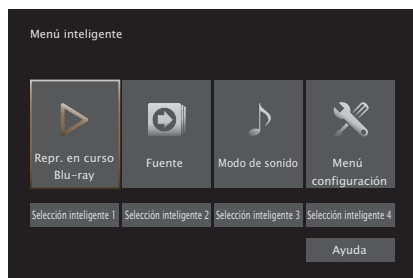 Menú inteligente
Repr. en curso
Blu-ray
Fuente
Modo de sonido
Menú
configuración
Selección inteligente 1
Selección inteligente 2
Selección inteligente 3
Selección inteligente 4
Ayuda